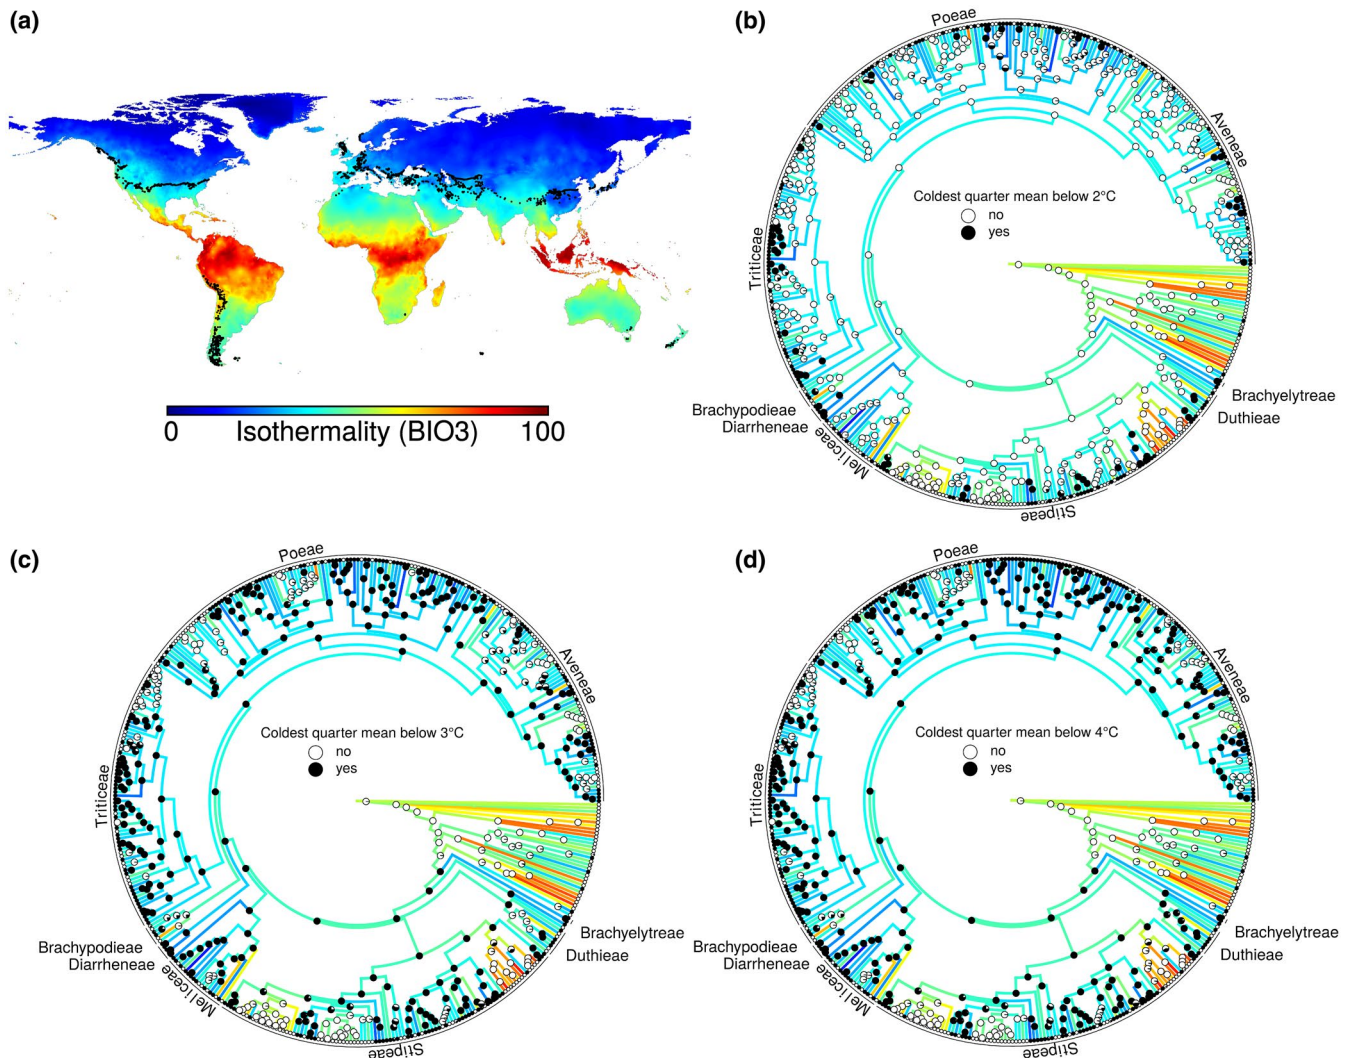 (a)
0 Isothermality (BIO3) 100
(b)
Poeae
Aveneae
Coldest quarter mean below 2°C
no
yes
Triticeae
Brachypodieae
Diarrheneae
Meliceae
Stipeae
Brachyelytreae
Duthieae
(c)
Poeae
Aveneae
Coldest quarter mean below 3°C
no
yes
Triticeae
Brachypodieae
Diarrheneae
Meliceae
Stipeae
Brachyelytreae
Duthieae
(d)
Poeae
Aveneae
Coldest quarter mean below 4°C
no
yes
Triticeae
Brachypodieae
Diarrheneae
Meliceae
Stipeae
Brachyelytreae
Duthieae